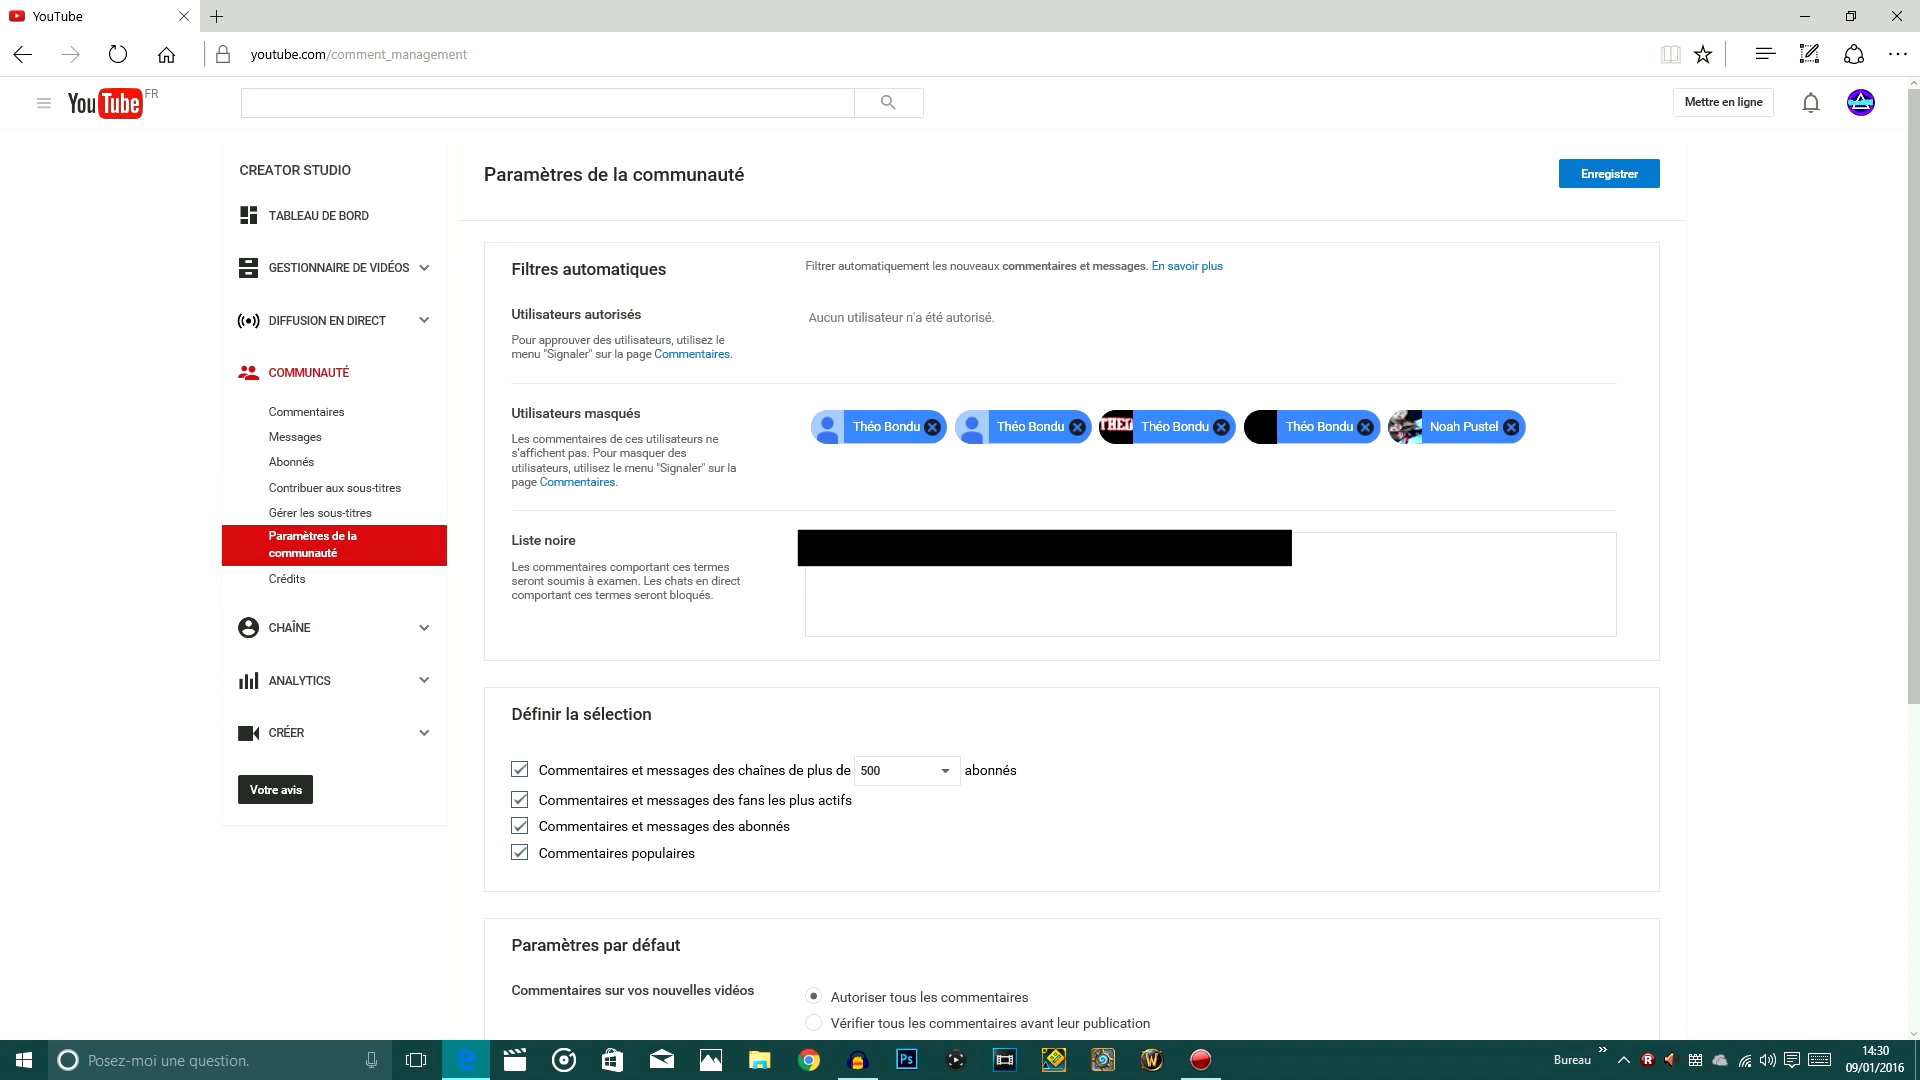 YouTube
youtube.com/comment_management
YouTube FR
Mettre en ligne
CREATOR STUDIO
TABLEAU DE BORD
GESTIONNAIRE DE VIDÉOS
DIFFUSION EN DIRECT
COMMUNAUTÉ
Commentaires
Messages
Abonnés
Contribuer aux sous-titres
Gérer les sous-titres
Paramètres de la
communauté
Crédits
CHAÎNE
ANALYTICS
CRÉER
Votre avis
Paramètres de la communauté
Enregistrer
Filtres automatiques
Filtrer automatiquement les nouveaux commentaires et messages. En savoir plus
Utilisateurs autorisés
Aucun utilisateur n'a été autorisé.
Pour approuver des utilisateurs, utilisez le
menu "Signaler" sur la page Commentaires.
Utilisateurs masqués
Théo Bondu
Théo Bondu
Théo Bondu
Théo Bondu
Noah Pustel
Les commentaires de ces utilisateurs ne
s'affichent pas. Pour masquer des
utilisateurs, utilisez le menu "Signaler" sur la
page Commentaires.
Liste noire
Les commentaires comportant ces termes
seront soumis à examen. Les chats en direct
comportant ces termes seront bloqués.
Définir la sélection
Commentaires et messages des chaînes de plus de 500 abonnés
Commentaires et messages des fans les plus actifs
Commentaires et messages des abonnés
Commentaires populaires
Paramètres par défaut
Commentaires sur vos nouvelles vidéos
Autoriser tous les commentaires
Vérifier tous les commentaires avant leur publication
Posez-moi une question.
Ps
Bureau
14:30
09/01/2016